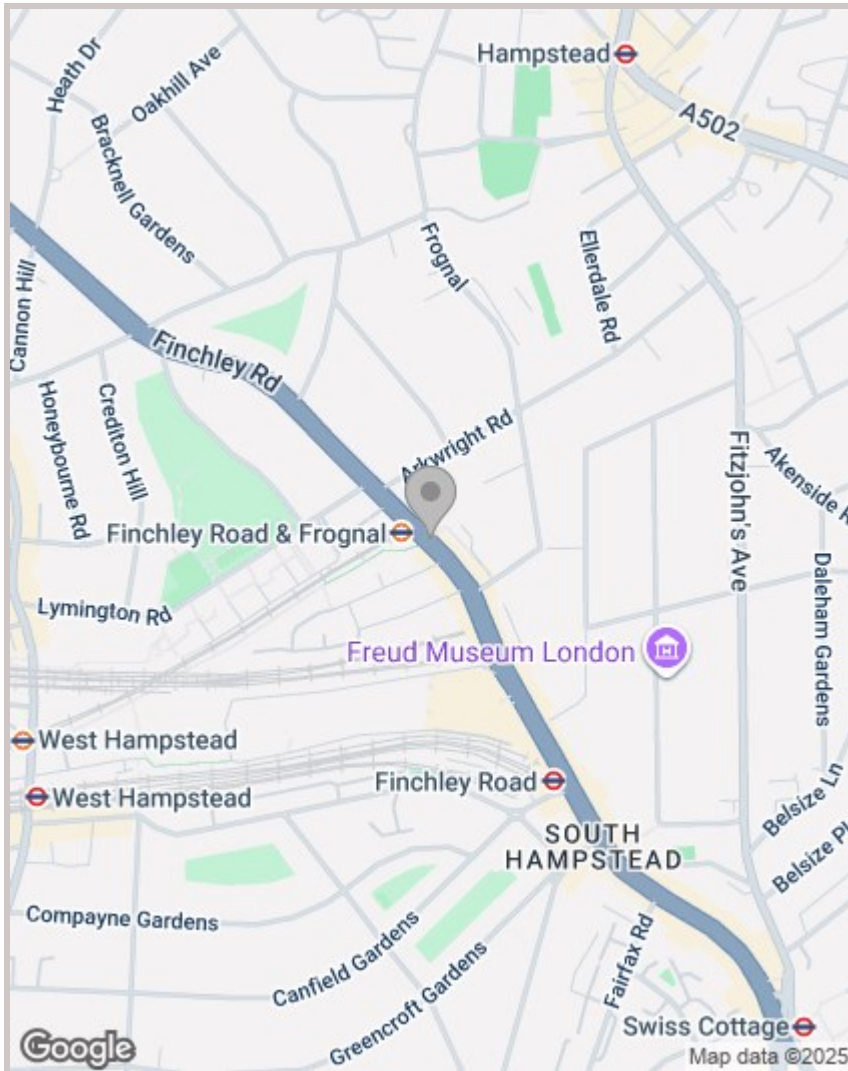 Hampstead
A502
Heath Dr
Oakhill Ave
Bracknell Gardens
Frognal
Ellerdale Rd
Cannon Hill
Finchley Rd
Honeybourne Rd
Crediton Hill
Arkwright Rd
Fitzjohn's Ave
Akenside R
Finchley Road & Frognal
Daleham Gardens
Lymington Rd
Freud Museum London
West Hampstead
West Hampstead
Finchley Road
SOUTH
HAMPSTEAD
Belsize Ln
Belsize Pl
Compayne Gardens
Canfield Gardens
Greencroft Gardens
Fairfax Rd
Swiss Cottage
Google
Map data ©2025